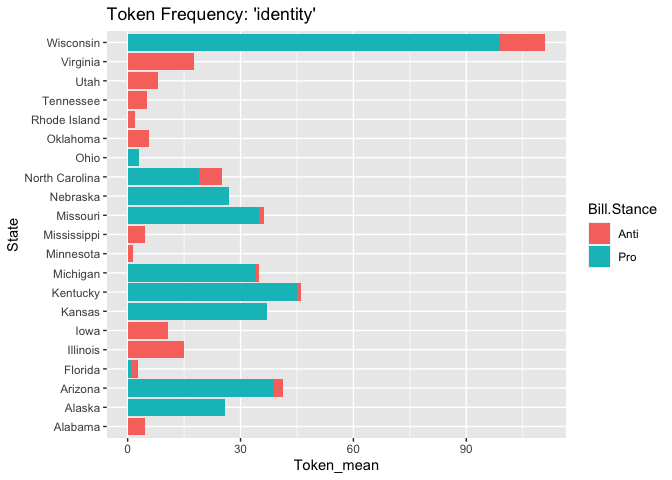 Token Frequency: 'identity'
Wisconsin
Virginia
Utah
Tennessee
Rhode Island
Oklahoma
Ohio
North Carolina
Nebraska
Missouri
Mississippi
Minnesota
Michigan
Kentucky
Kansas
Iowa
Illinois
Florida
Arizona
Alaska
Alabama
State
0 30 60 90
Token_mean
Bill.Stance
Anti
Pro